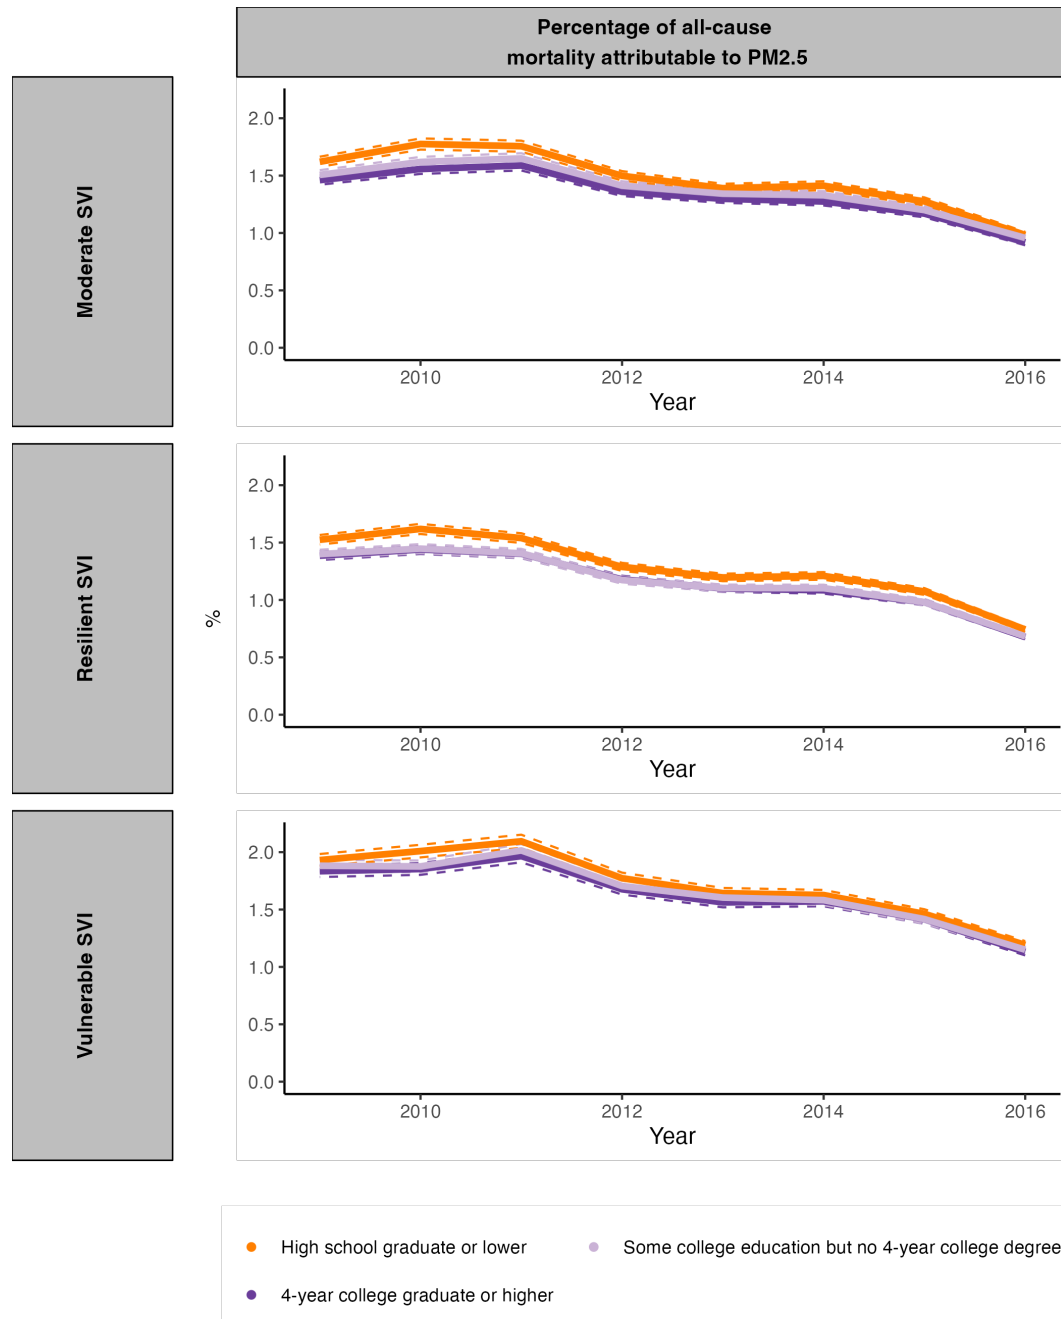 Percentage of all-cause
mortality attributable to PM2.5
Moderate SVI
2.0
1.5
1.0
0.5
0.0
2010 2012 2014 2016
Year
Resilient SVI
%
2.0
1.5
1.0
0.5
0.0
2010 2012 2014 2016
Year
Vulnerable SVI
2.0
1.5
1.0
0.5
0.0
2010 2012 2014 2016
Year
High school graduate or lower Some college education but no 4-year college degree
4-year college graduate or higher